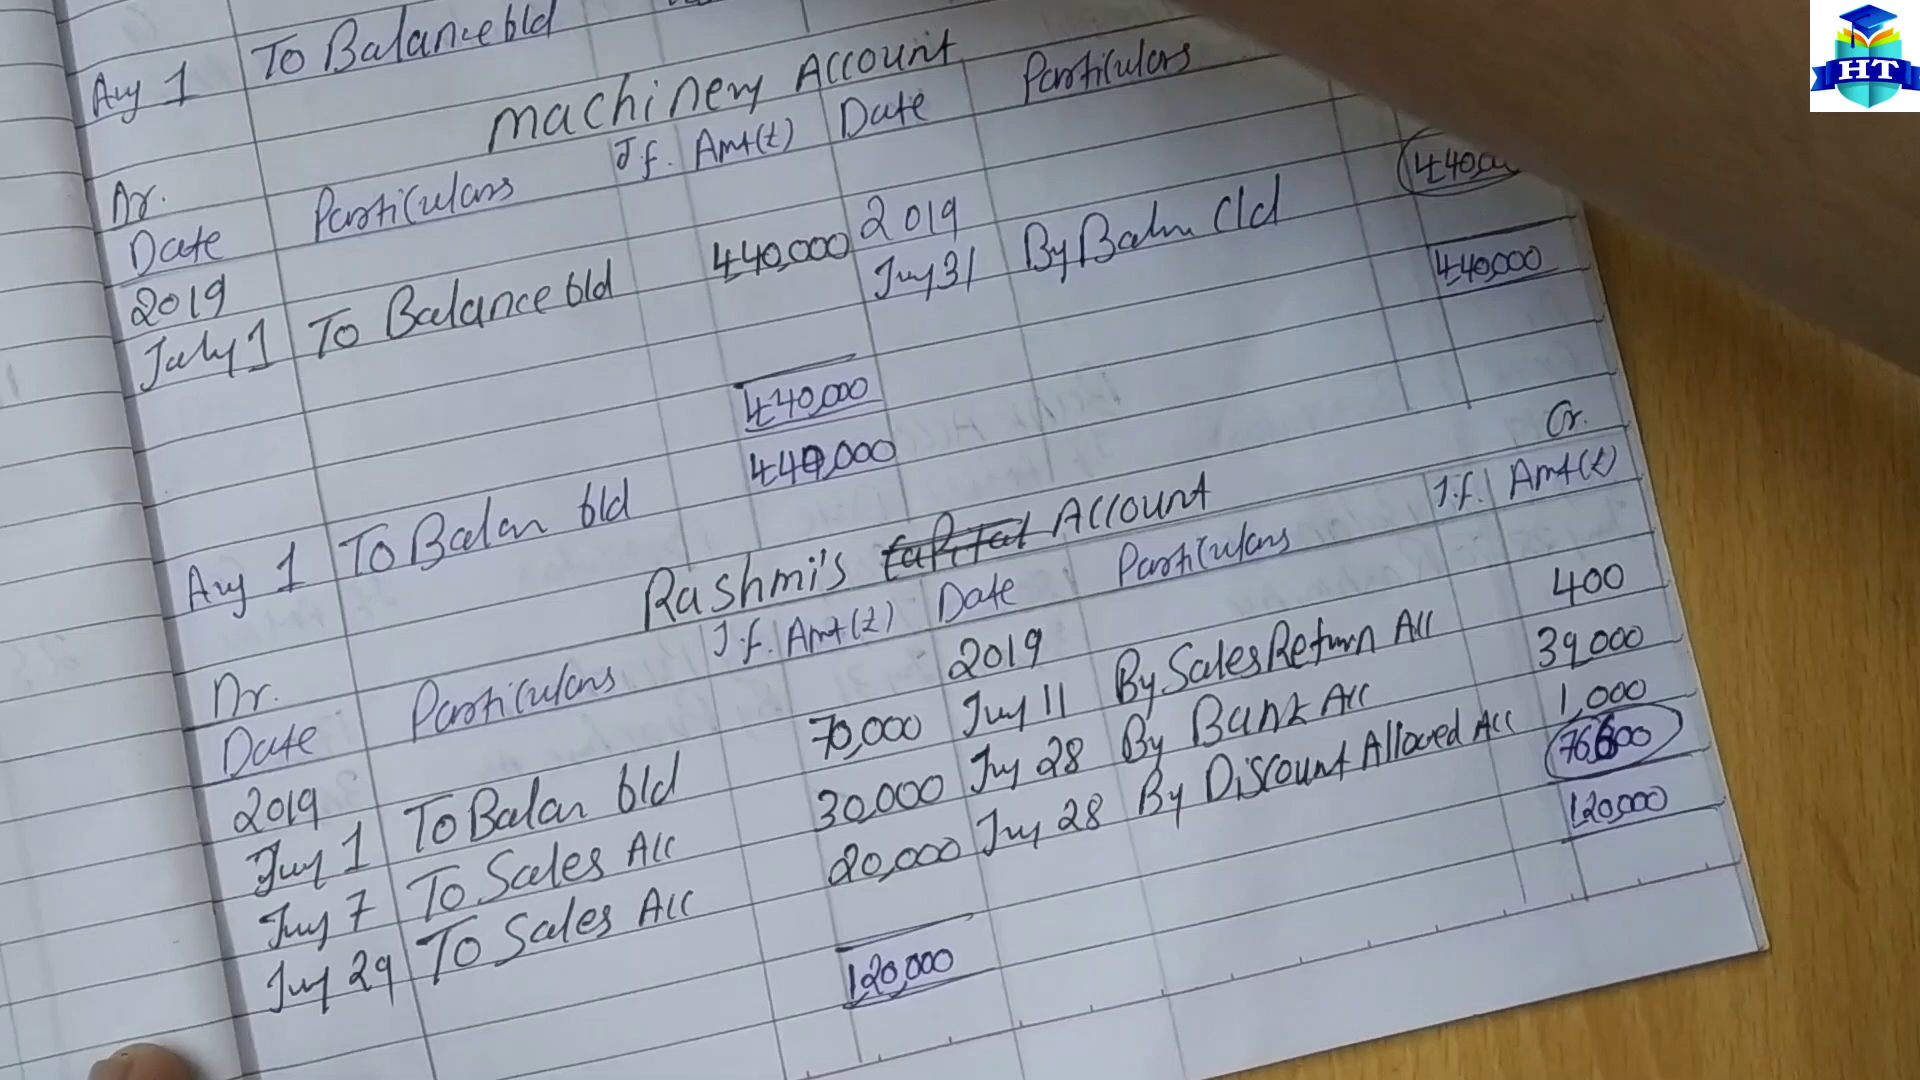 Aug 1 To Balance b/d
Machinery Account
Dr.
Date Particulars J.f. Amt(₹) Date Particulars
2019 2019
July 1 To Balance b/d 440,000 July 31 By Balan c/d 440,00
440,000 440,000
Aug 1 To Balan b/d 440,000
Rashmi's Capital Account
Dr. Cr.
Date Particulars J.f. Amt(₹) Date Particulars J.f. Amt(₹)
2019 2019
July 1 To Balan b/d 70,000 July 11 By Sales Return A/c 400
July 7 To Sales A/c 30,000 July 28 By Bank A/c 39,000
July 29 To Sales A/c 20,000 July 28 By Discount Allowed A/c 1,000
120,000 120,000
HT